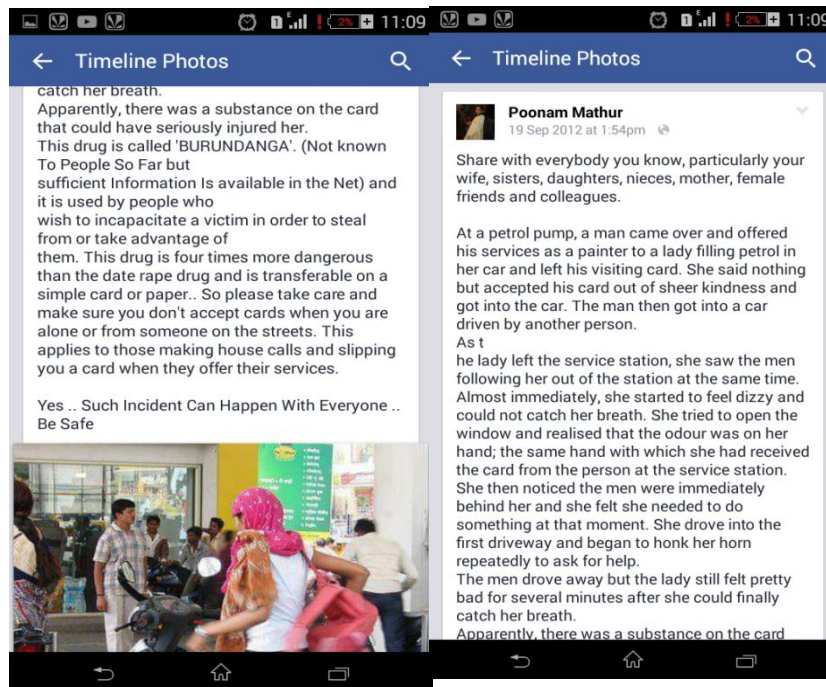 2% 11:09
Timeline Photos
catch her breath.
Apparently, there was a substance on the card
that could have seriously injured her.
This drug is called 'BURUNDANGA'. (Not known
To People So Far but
sufficient Information Is available in the Net) and
it is used by people who
wish to incapacitate a victim in order to steal
from or take advantage of
them. This drug is four times more dangerous
than the date rape drug and is transferable on a
simple card or paper.. So please take care and
make sure you don't accept cards when you are
alone or from someone on the streets. This
applies to those making house calls and slipping
you a card when they offer their services.
Yes .. Such Incident Can Happen With Everyone ..
Be Safe
2% 11:09
Timeline Photos
Poonam Mathur
19 Sep 2012 at 1:54pm
Share with everybody you know, particularly your
wife, sisters, daughters, nieces, mother, female
friends and colleagues.
At a petrol pump, a man came over and offered
his services as a painter to a lady filling petrol in
her car and left his visiting card. She said nothing
but accepted his card out of sheer kindness and
got into the car. The man then got into a car
driven by another person.
As t
he lady left the service station, she saw the men
following her out of the station at the same time.
Almost immediately, she started to feel dizzy and
could not catch her breath. She tried to open the
window and realised that the odour was on her
hand; the same hand with which she had received
the card from the person at the service station.
She then noticed the men were immediately
behind her and she felt she needed to do
something at that moment. She drove into the
first driveway and began to honk her horn
repeatedly to ask for help.
The men drove away but the lady still felt pretty
bad for several minutes after she could finally
catch her breath.
Apparently, there was a substance on the card